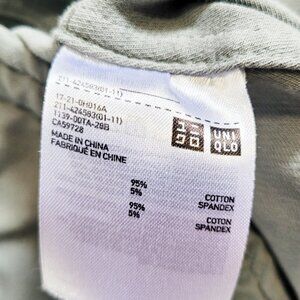 211-424583(01-11)
17-21-0H016A
211-424583(01-11)
1139-00TA-28B
CA59728
UNI
QLO
MADE IN CHINA
FABRIQUÉ EN CHINE
95% COTTON
5% SPANDEX
95% COTON
5% SPANDEX